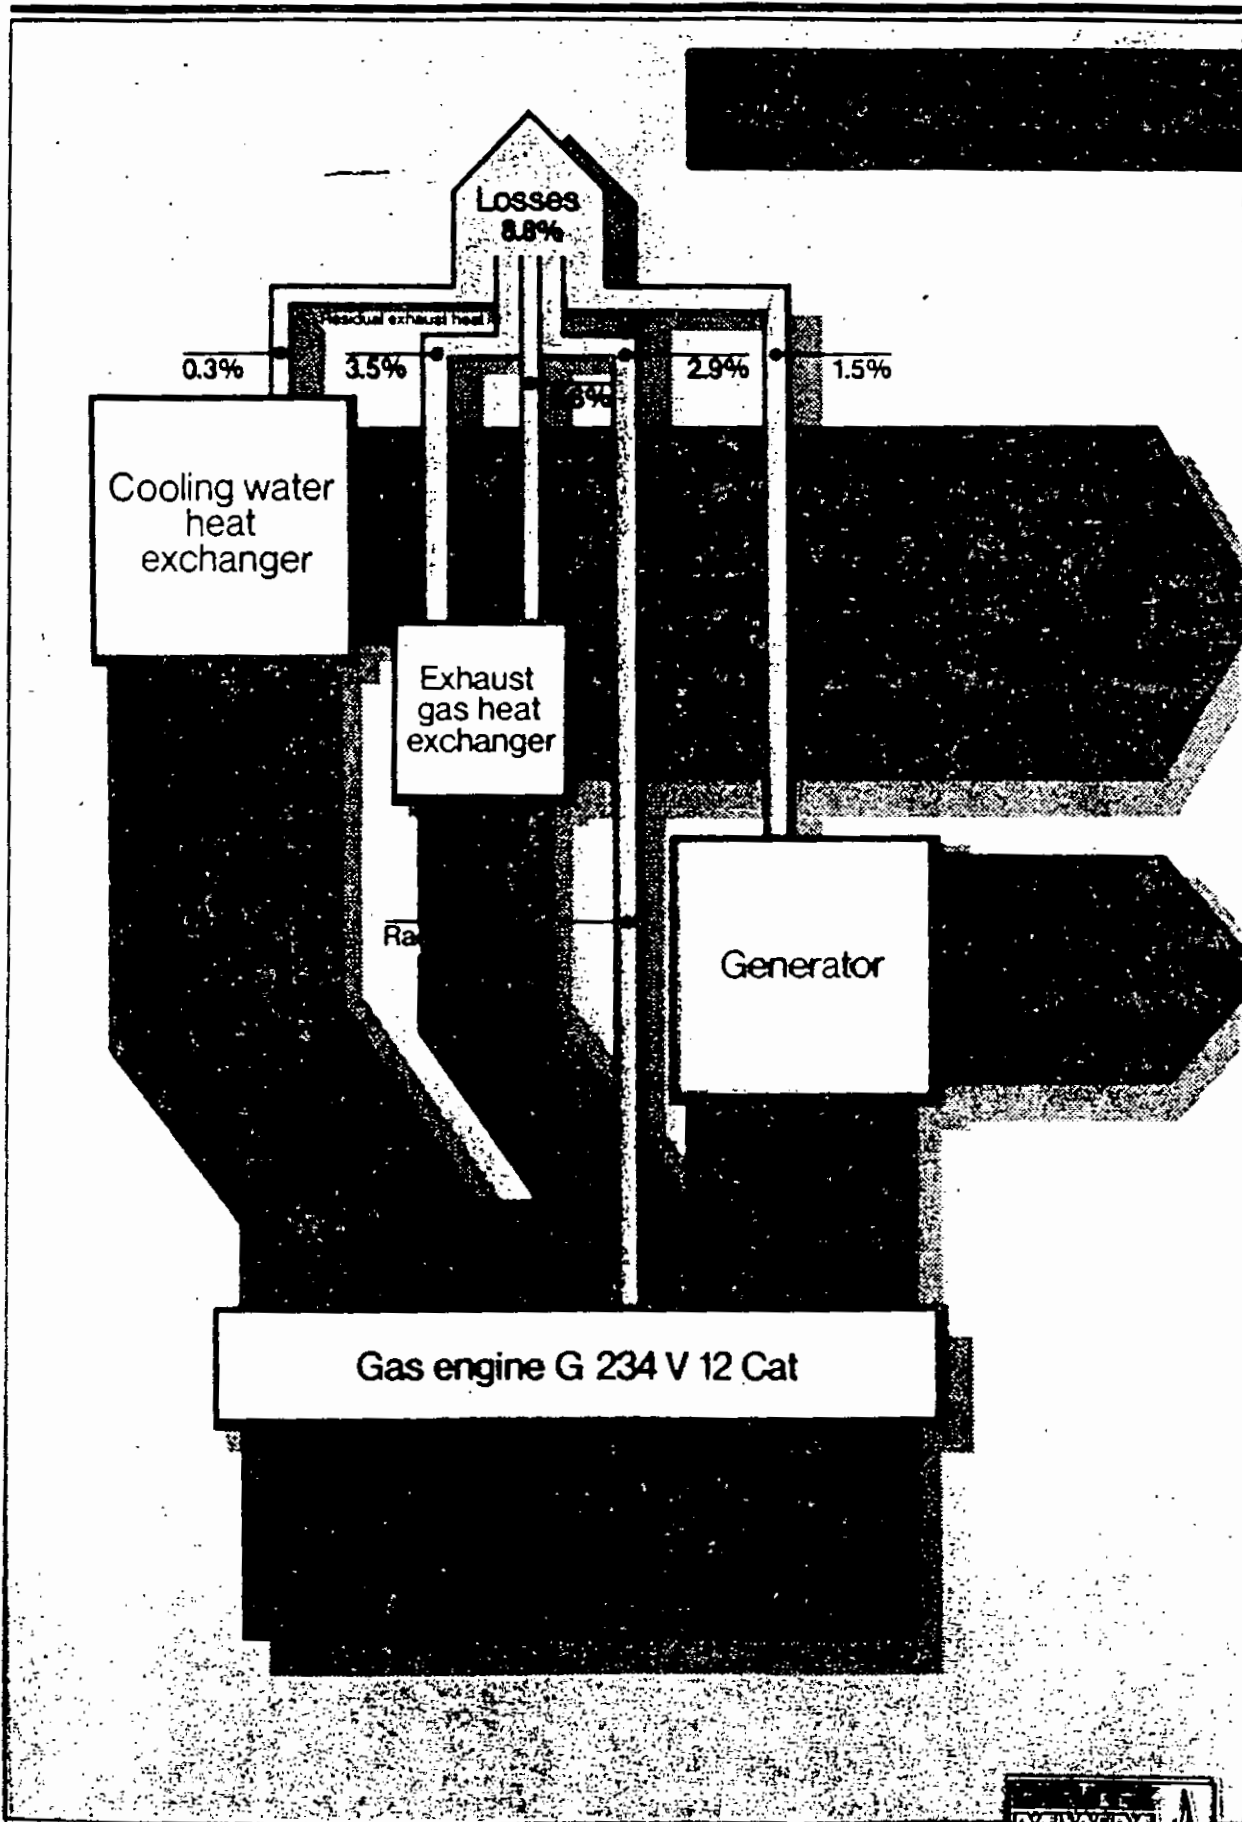 Losses
8.8%
Residual exhaust heat
0.3%
3.5%
2.9%
1.5%
Cooling water
heat
exchanger
Exhaust
gas heat
exchanger
Ra
Generator
Gas engine G 234 V 12 Cat